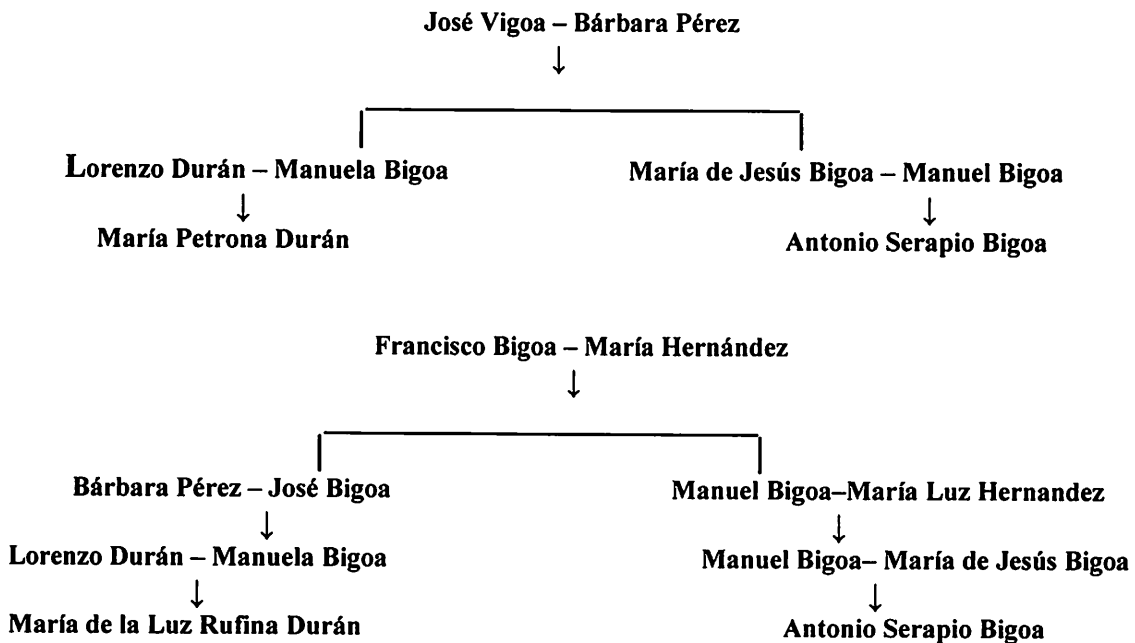 José Vigoa – Bárbara Pérez
↓
Lorenzo Durán – Manuela Bigoa
María de Jesús Bigoa – Manuel Bigoa
↓
↓
María Petrona Durán
Antonio Serapio Bigoa
Francisco Bigoa – María Hernández
↓
Bárbara Pérez – José Bigoa
Manuel Bigoa–María Luz Hernandez
↓
↓
Lorenzo Durán – Manuela Bigoa
Manuel Bigoa– María de Jesús Bigoa
↓
↓
María de la Luz Rufina Durán
Antonio Serapio Bigoa